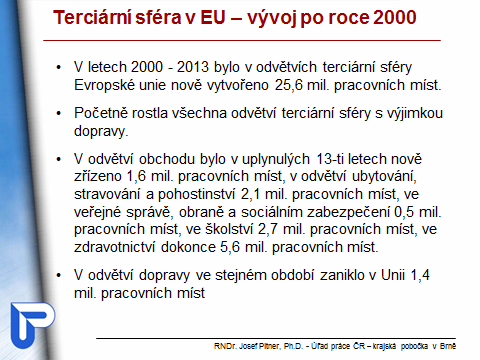 Terciární sféra v EU – vývoj po roce 2000
• V letech 2000 - 2013 bylo v odvětvích terciární sféry
Evropské unie nově vytvořeno 25,6 mil. pracovních míst.
• Početně rostla všechna odvětví terciární sféry s výjimkou
dopravy.
• V odvětví obchodu bylo v uplynulých 13-ti letech nově
zřízeno 1,6 mil. pracovních míst, v odvětví ubytování,
stravování a pohostinství 2,1 mil. pracovních míst, ve
veřejné správě, obraně a sociálním zabezpečení 0,5 mil.
pracovních míst, ve školství 2,7 mil. pracovních míst, ve
zdravotnictví dokonce 5,6 mil. pracovních míst.
• V odvětví dopravy ve stejném období zaniklo v Unii 1,4
mil. pracovních míst
RNDr. Josef Pitner, Ph.D. - Úřad práce ČR – krajská pobočka v Brně